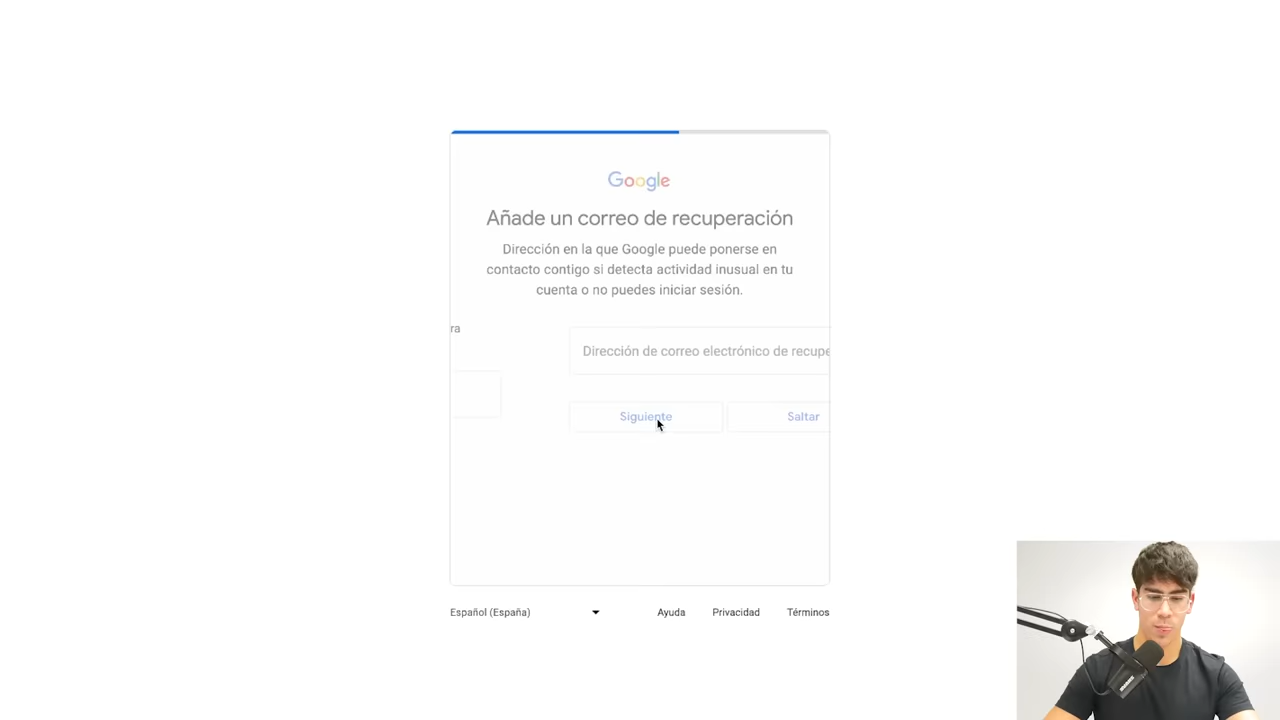 Google
Añade un correo de recuperación
Dirección en la que Google puede ponerse en
contacto contigo si detecta actividad inusual en tu
cuenta o no puedes iniciar sesión.
ra
Dirección de correo electrónico de recupe
Siguiente Saltar
Español (España) Ayuda Privacidad Términos